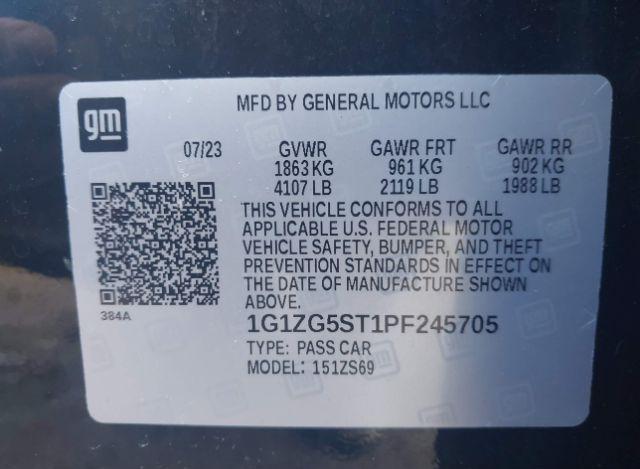 gm
MFD BY GENERAL MOTORS LLC
07/23 GVWR GAWR FRT GAWR RR
1863 KG 961 KG 902 KG
4107 LB 2119 LB 1988 LB
THIS VEHICLE CONFORMS TO ALL
APPLICABLE U.S. FEDERAL MOTOR
VEHICLE SAFETY, BUMPER, AND THEFT
PREVENTION STANDARDS IN EFFECT ON
THE DATE OF MANUFACTURE SHOWN
ABOVE.
384A
1G1ZG5ST1PF245705
TYPE: PASS CAR
MODEL: 151ZS69